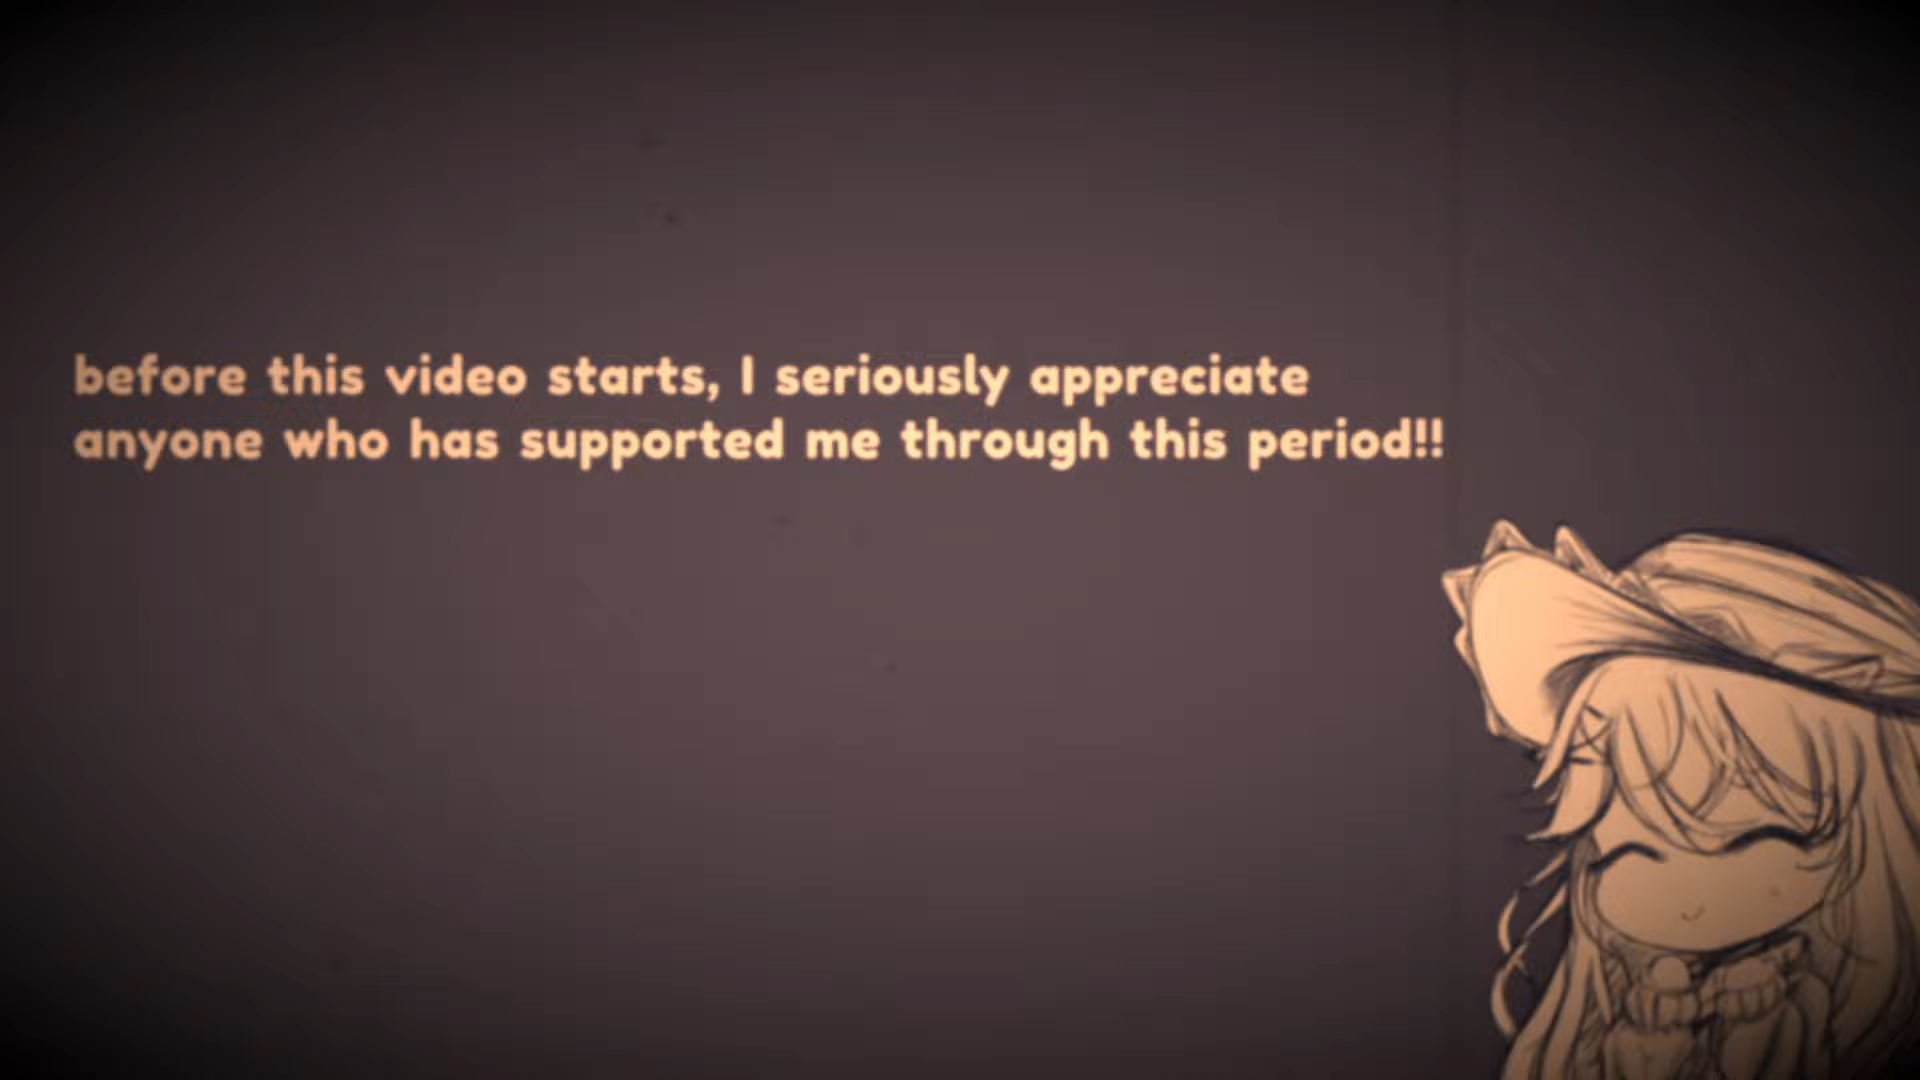 before this video starts, I seriously appreciate
anyone who has supported me through this period!!